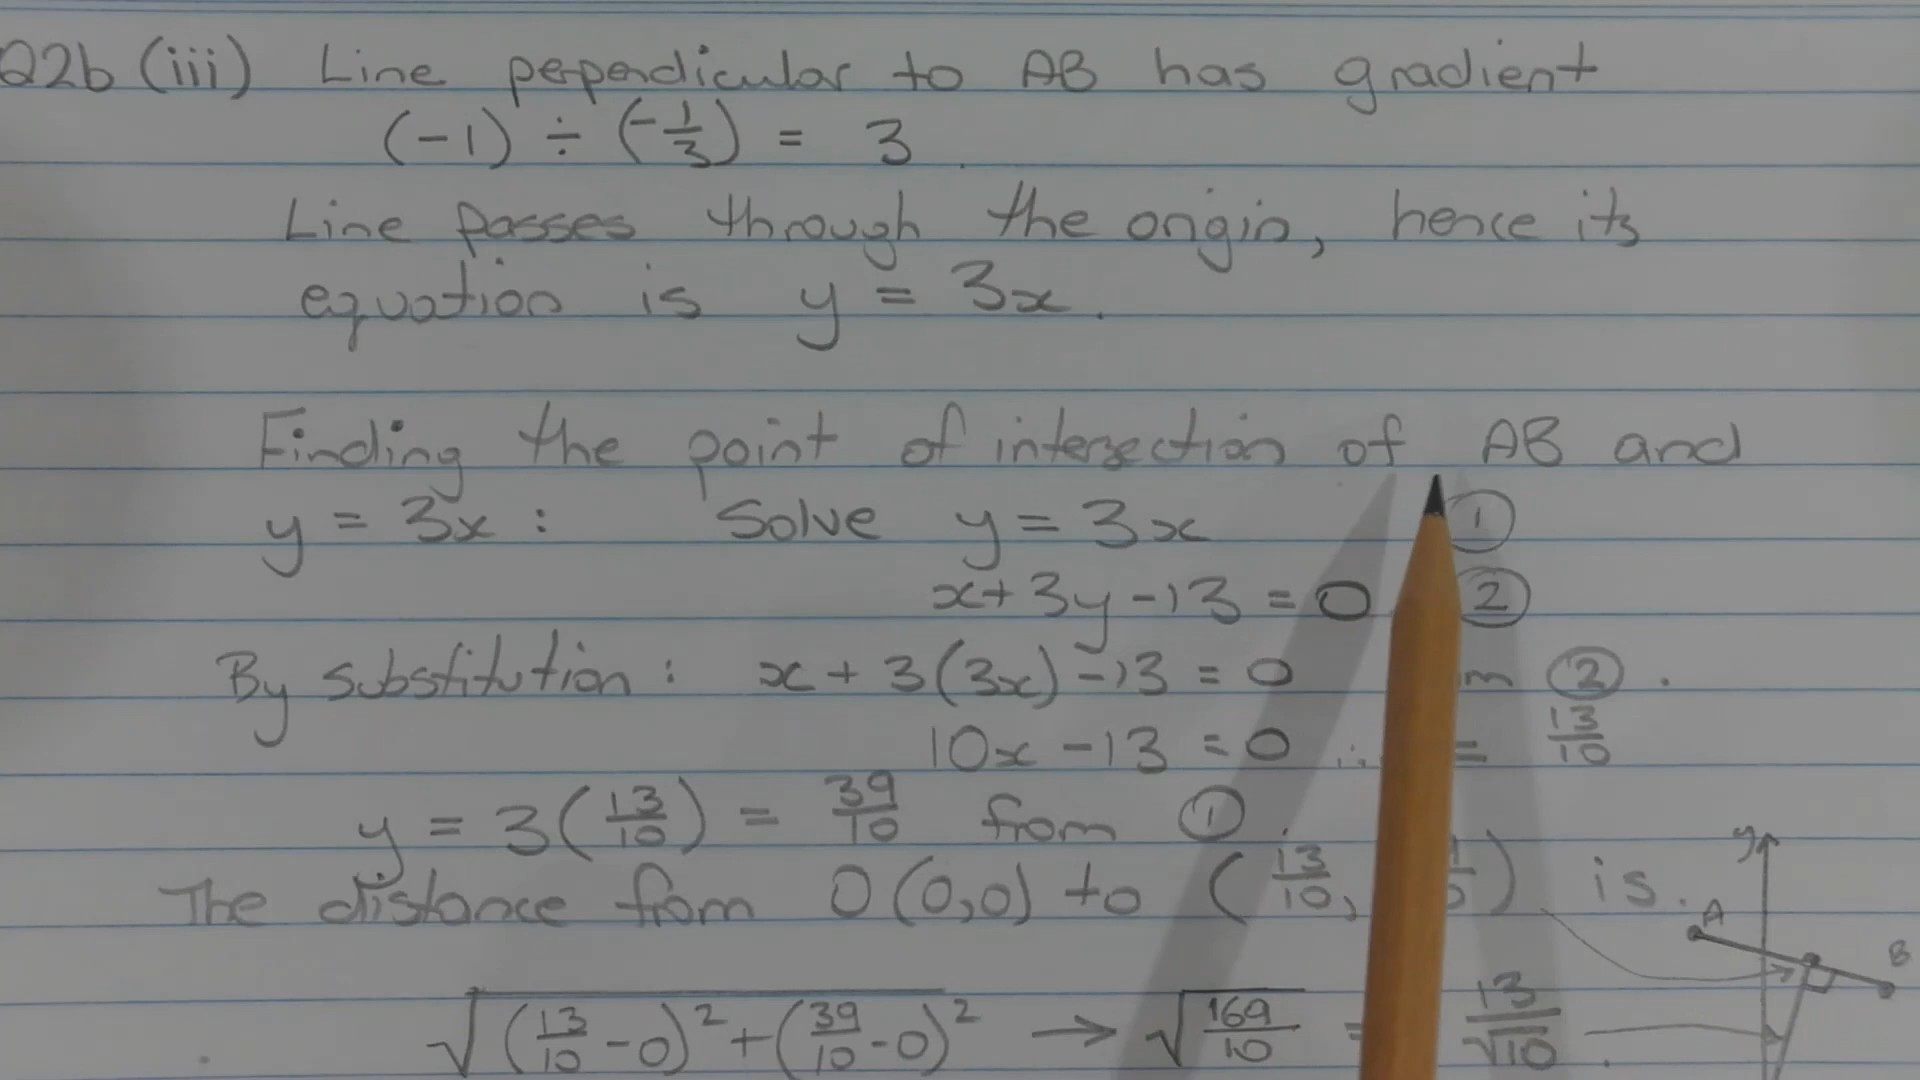 Q2b (iii) Line perpendicular to AB has gradient
(-1) ÷ (-1/3) = 3.
Line passes through the origin, hence its
equation is y = 3x.
Finding the point of intersection of AB and
y = 3x : Solve y = 3x ①
x + 3y - 13 = 0 ②
By substitution : x + 3(3x) - 13 = 0 ② .
10x - 13 = 0 ∴ = 13/10
y = 3(13/10) = 39/10 from ① .
The distance from O(0,0) to (13/10, ) is.
√((13/10 - 0)² + (39/10 - 0)²) → √(169/10) = 13/√10
y
A
B